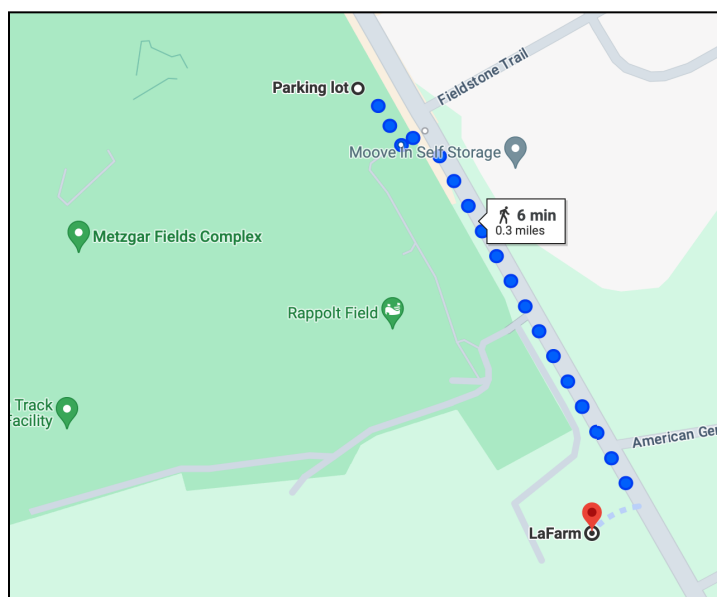 Fieldstone Trail
Parking lot
Moove In Self Storage
6 min
0.3 miles
Metzgar Fields Complex
Rappolt Field
Track
Facility
American Ger
LaFarm